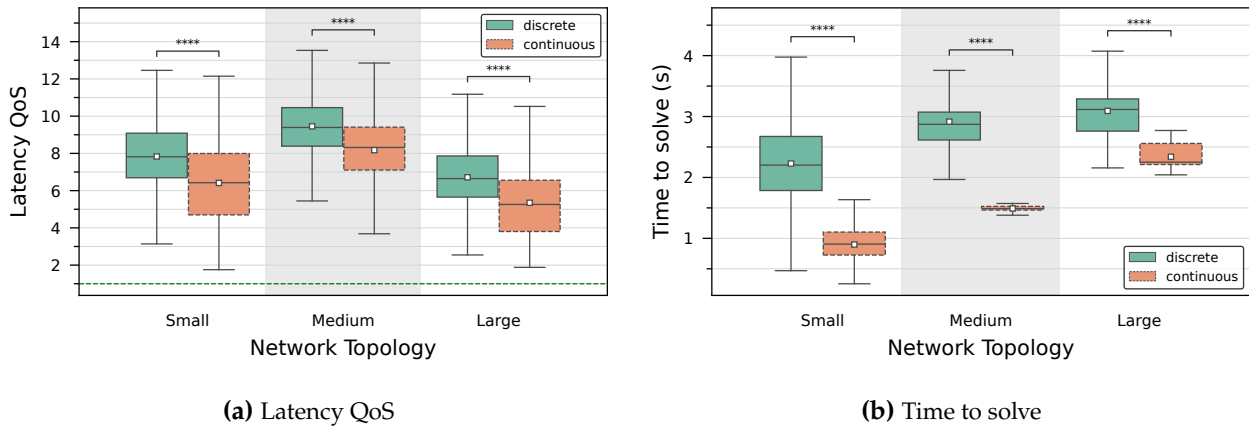 **** **** ****
discrete
continuous
14
12
10
8
6
4
2
Latency QoS
Small Medium Large
Network Topology
(a) Latency QoS
**** **** ****
4
3
2
1
Time to solve (s)
discrete
continuous
Small Medium Large
Network Topology
(b) Time to solve